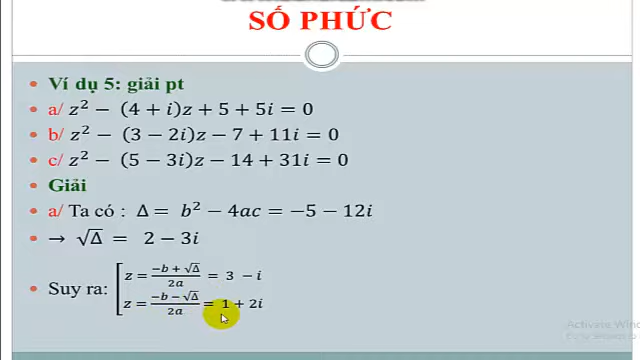 SỐ PHỨC
Ví dụ 5: giải pt
a/ z² − (4 + i)z + 5 + 5i = 0
b/ z² − (3 − 2i)z − 7 + 11i = 0
c/ z² − (5 − 3i)z − 14 + 31i = 0
Giải
a/ Ta có : Δ = b² − 4ac = −5 − 12i
→ √Δ = 2 − 3i
Suy ra: [ z = (−b + √Δ)/2a = 3 − i
z = (−b − √Δ)/2a = 1 + 2i
Activate Wind